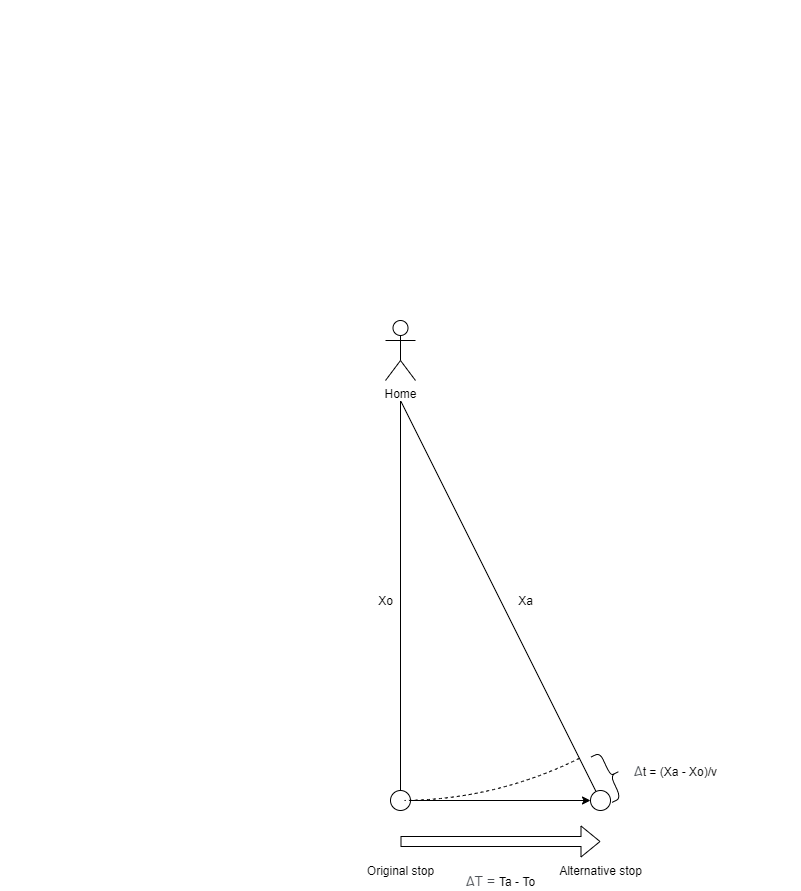 Home
Xo
Xa
Δt = (Xa - Xo)/v
Original stop
Alternative stop
ΔT = Ta - To